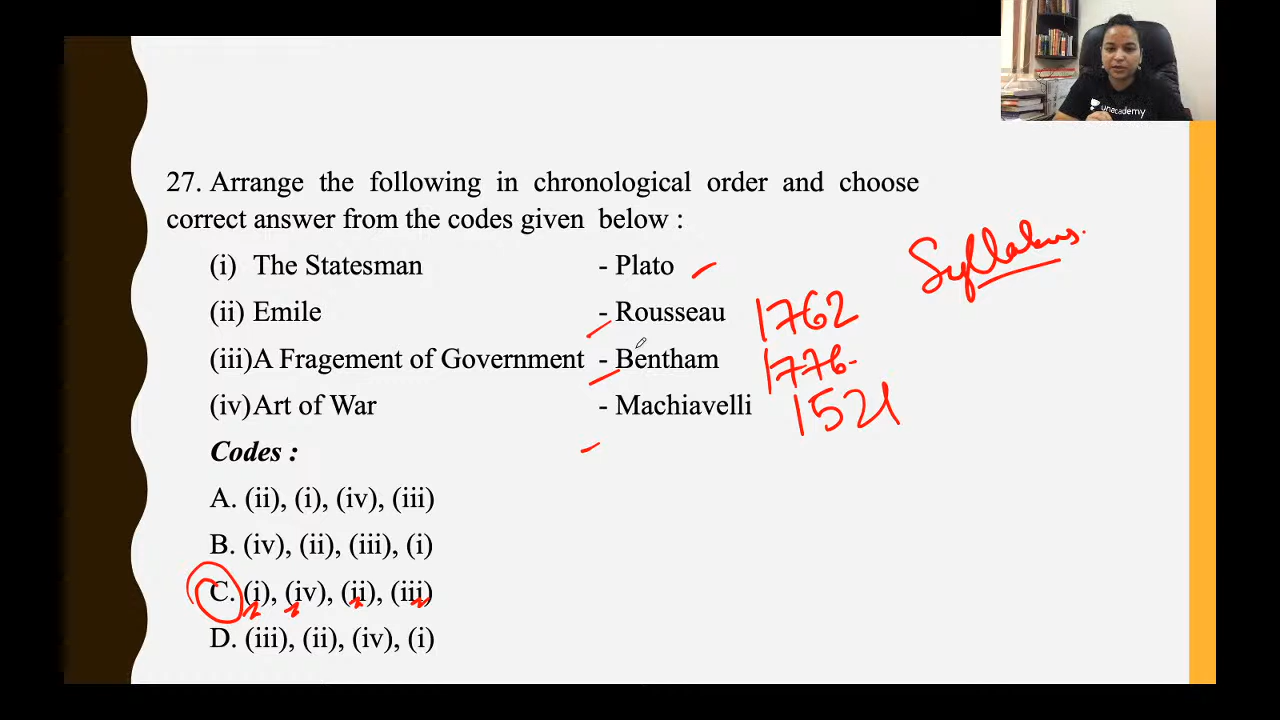 unacademy
27. Arrange the following in chronological order and choose
correct answer from the codes given below :
(i) The Statesman - Plato
(ii) Emile - Rousseau 1762
(iii) A Fragement of Government - Bentham 1776
(iv) Art of War - Machiavelli 1521
Syllabus.
Codes :
A. (ii), (i), (iv), (iii)
B. (iv), (ii), (iii), (i)
C. (i), (iv), (ii), (iii)
D. (iii), (ii), (iv), (i)